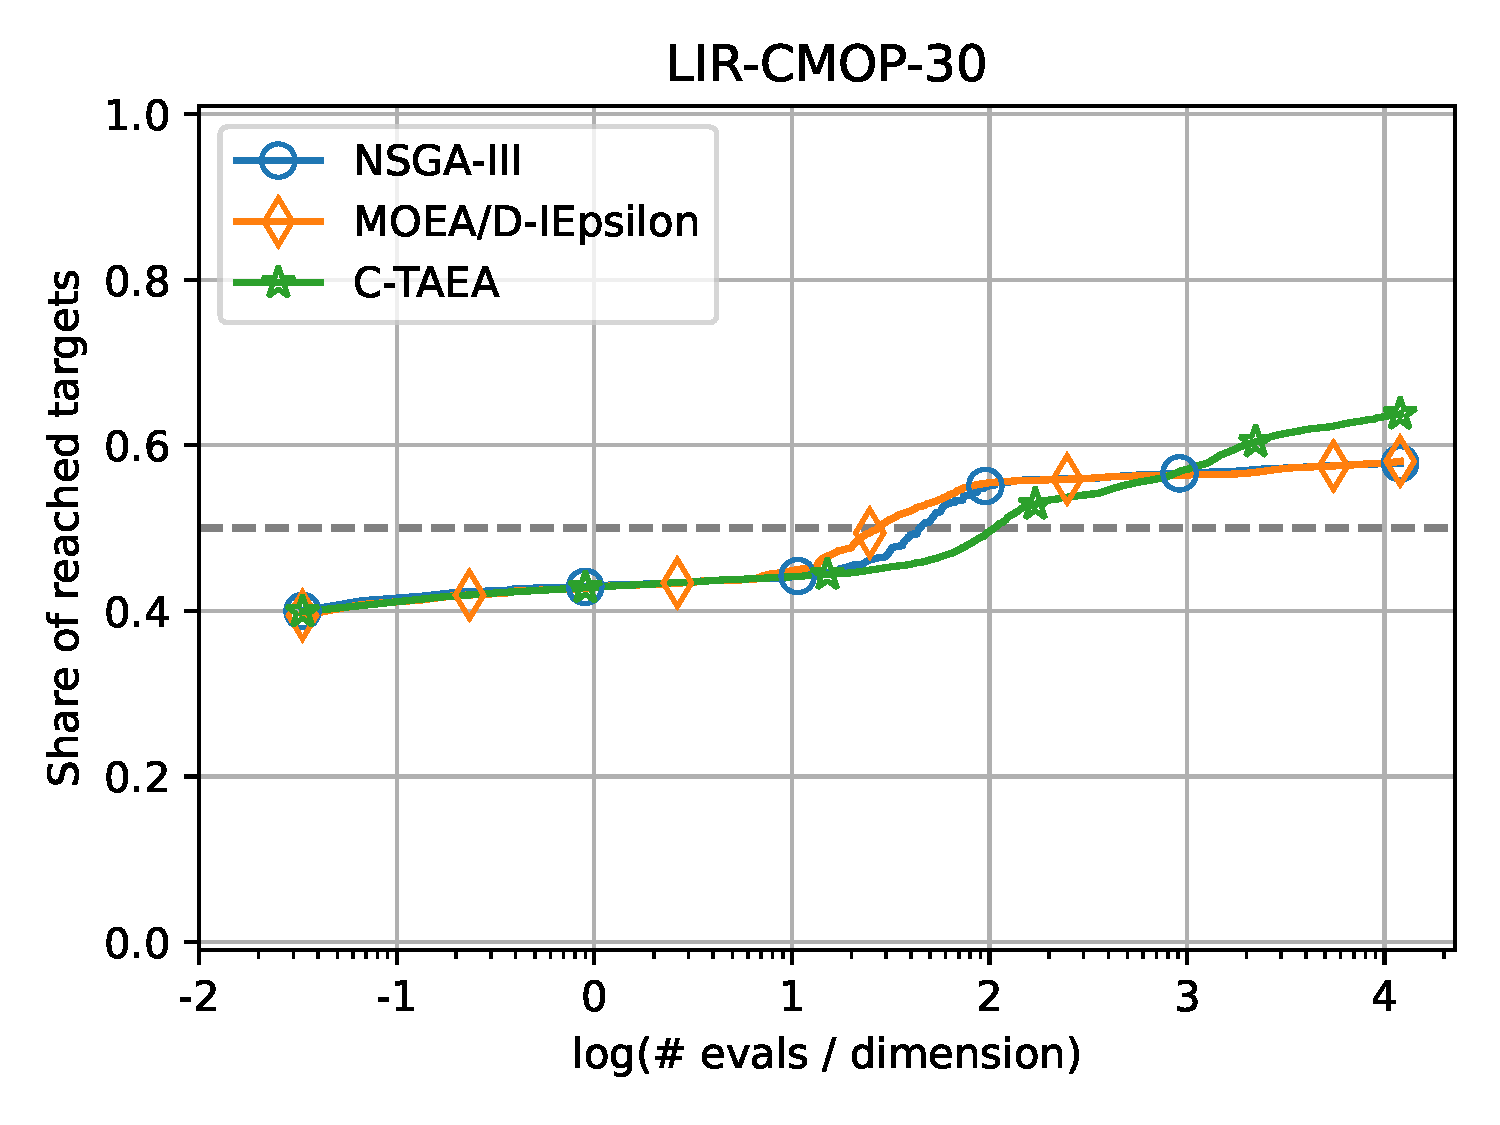 LIR-CMOP-30
NSGA-III
MOEA/D-IEpsilon
C-TAEA
Share of reached targets
1.0
0.8
0.6
0.4
0.2
0.0
-2 -1 0 1 2 3 4
log(# evals / dimension)